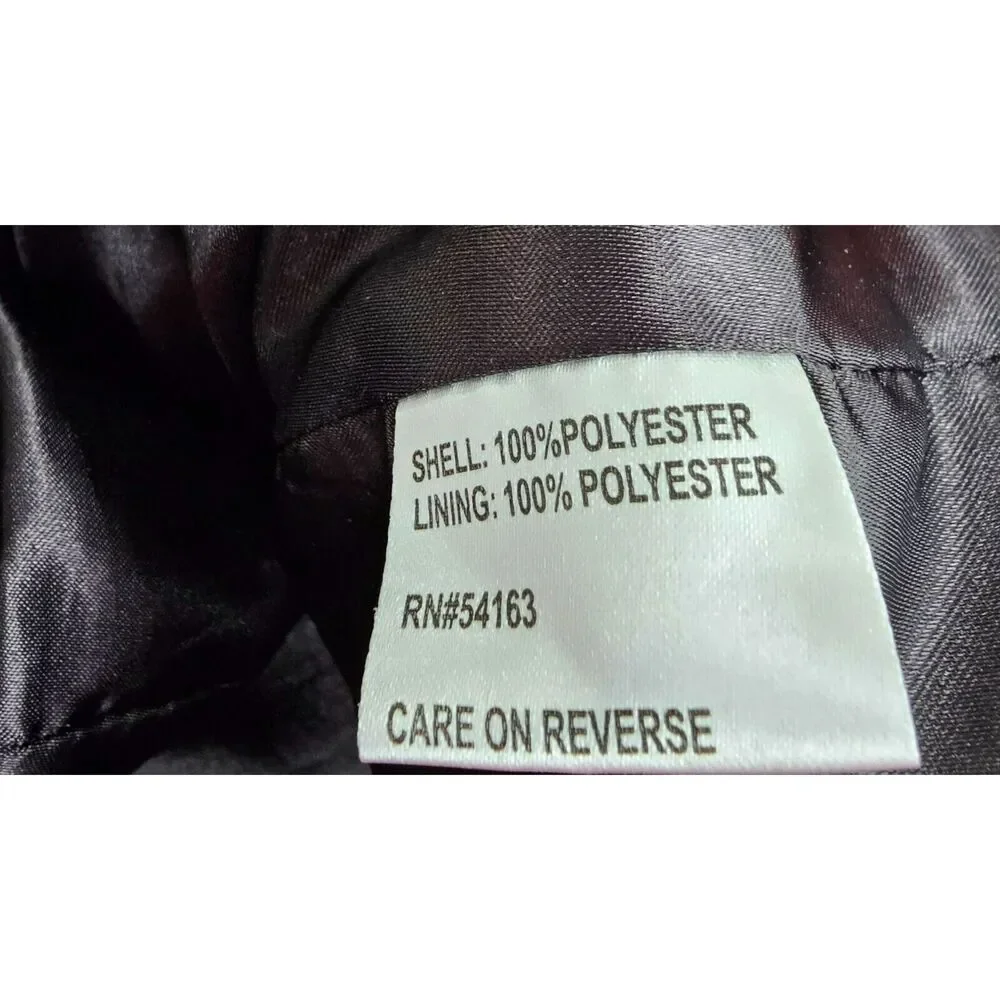 SHELL: 100%POLYESTER
LINING: 100% POLYESTER
RN#54163
CARE ON REVERSE